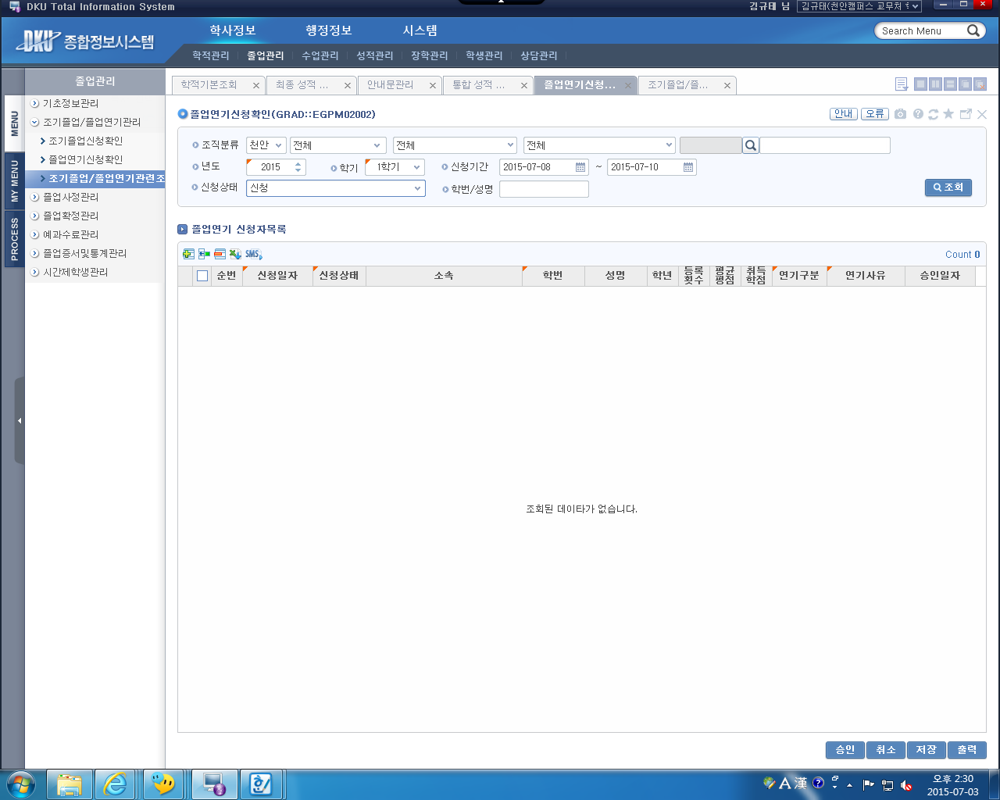 DKU Total Information System
김규태 님
김규태(천안캠퍼스 교무처
DKU 종합정보시스템
학사정보 행정정보 시스템
Search Menu
학적관리 졸업관리 수업관리 성적관리 장학관리 학생관리 상담관리
졸업관리
학적기본조회 최종 성적 ... 안내문관리 통합 성적 ... 졸업연기신청... 조기졸업/졸...
MENU
MY MENU
PROCESS
기초정보관리
조기졸업/졸업연기관리
조기졸업신청확인
졸업연기신청확인
조기졸업/졸업연기관련조
졸업사정관리
졸업확정관리
예과수료관리
졸업증서및통계관리
시간제학생관리
졸업연기신청확인(GRAD::EGPM02002)
안내 오류
조직분류 천안 전체 전체 전체
년도 2015 학기 1학기 신청기간 2015-07-08 ~ 2015-07-10
신청상태 신청 학번/성명 조회
졸업연기 신청자목록
SMS
Count 0
순번 신청일자 신청상태 소속 학번 성명 학년 등록횟수 평균평점 취득학점 연기구분 연기사유 승인일자
조회된 데이타가 없습니다.
승인 취소 저장 출력
A 漢 오후 2:30
2015-07-03